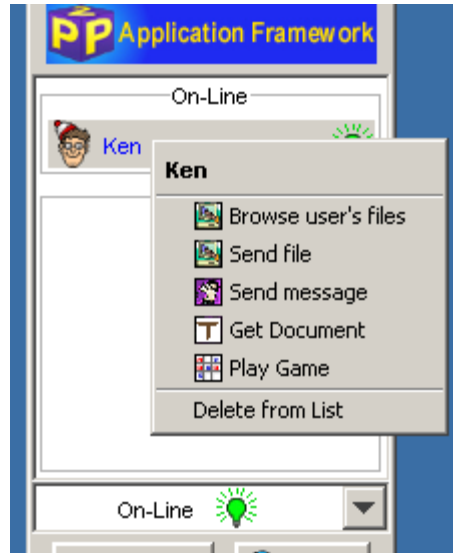 P2P Application Framework
On-Line
Ken
Ken
Browse user's files
Send file
Send message
Get Document
Play Game
Delete from List
On-Line